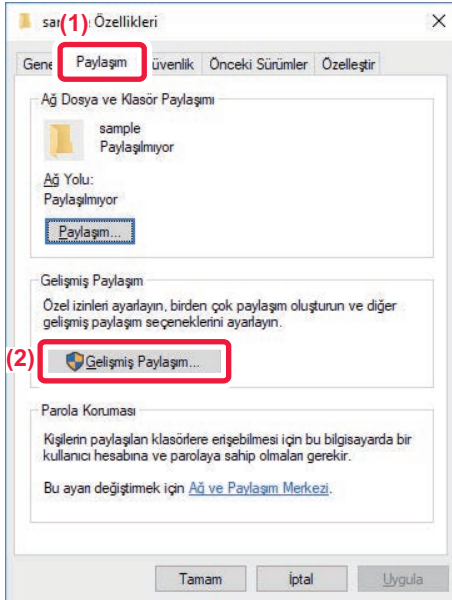 (1)
sample Özellikleri
Gene Paylaşım üvenlik Önceki Sürümler Özelleştir
Ağ Dosya ve Klasör Paylaşımı
sample
Paylaşılmıyor
Ağ Yolu:
Paylaşılmıyor
Paylaşım...
Gelişmiş Paylaşım
Özel izinleri ayarlayın, birden çok paylaşım oluşturun ve diğer
gelişmiş paylaşım seçeneklerini ayarlayın.
(2) Gelişmiş Paylaşım...
Parola Koruması
Kişilerin paylaşılan klasörlere erişebilmesi için bu bilgisayarda bir
kullanıcı hesabına ve parolaya sahip olmaları gerekir.
Bu ayarı değiştirmek için Ağ ve Paylaşım Merkezi.
Tamam İptal Uygula